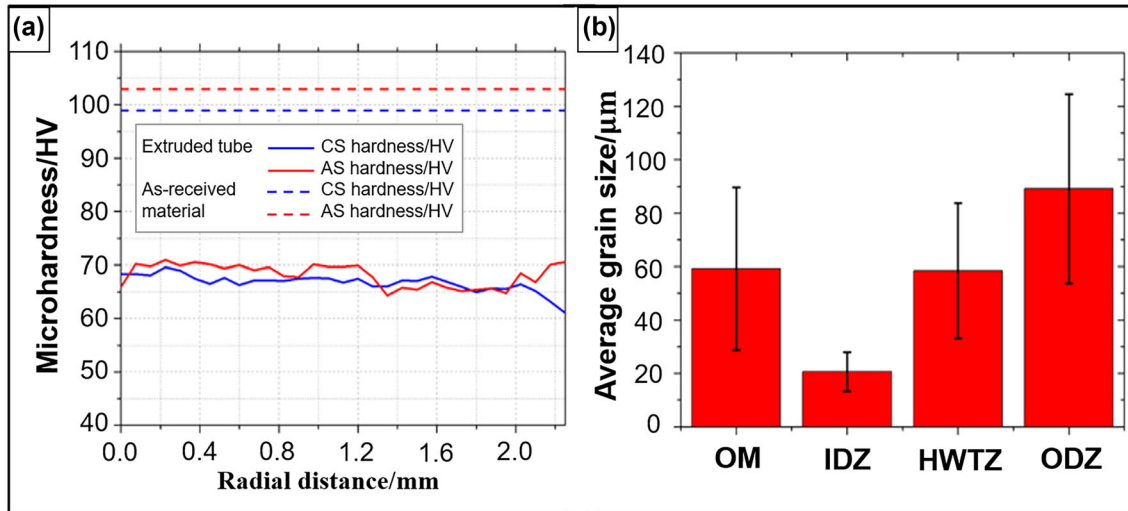 (a)
110
100
90
80
70
60
50
40
Microhardness/HV
Extruded tube
CS hardness/HV
AS hardness/HV
As-received
material
CS hardness/HV
AS hardness/HV
0.0 0.4 0.8 1.2 1.6 2.0
Radial distance/mm
(b)
140
120
100
80
60
40
20
0
Average grain size/μm
OM IDZ HWTZ ODZ